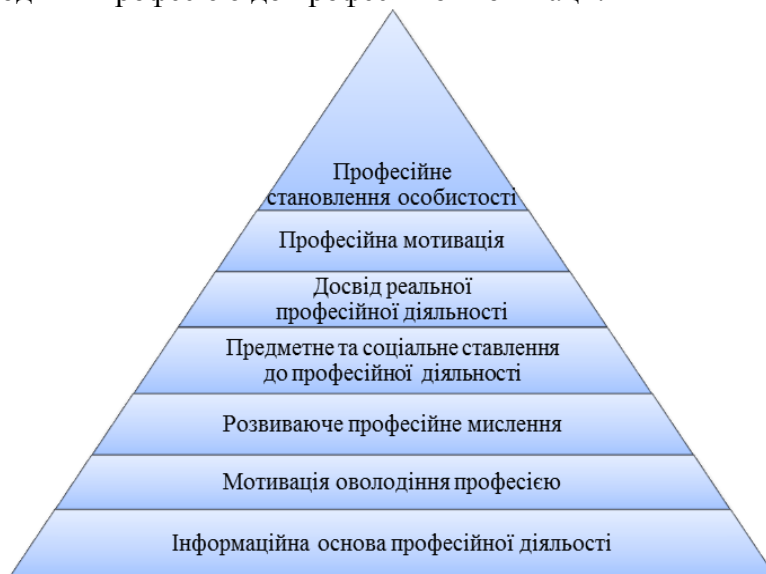 Професійне
становлення особистості
Професійна мотивація
Досвід реальної
професійної діяльності
Предметне та соціальне ставлення
до професійної діяльності
Розвиваюче професійне мислення
Мотивація оволодіння професією
Інформаційна основа професійної діяльості